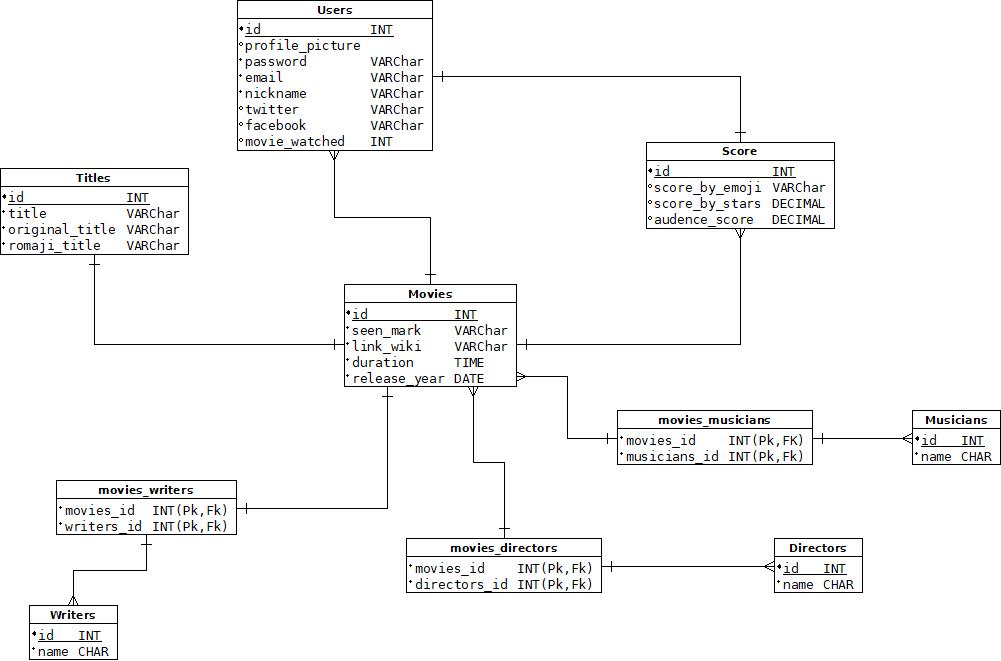 Users
id INT
profile_picture
password VARChar
email VARChar
nickname VARChar
twitter VARChar
facebook VARChar
movie_watched INT
Score
id INT
score_by_emoji VARChar
score_by_stars DECIMAL
audence_score DECIMAL
Titles
id INT
title VARChar
original_title VARChar
romaji_title VARChar
Movies
id INT
seen_mark VARChar
link_wiki VARChar
duration TIME
release_year DATE
movies_musicians
movies_id INT(Pk,FK)
musicians_id INT(Pk,Fk)
Musicians
id INT
name CHAR
movies_writers
movies_id INT(Pk,Fk)
writers_id INT(Pk,Fk)
movies_directors
movies_id INT(Pk,Fk)
directors_id INT(Pk,Fk)
Directors
id INT
name CHAR
Writers
id INT
name CHAR